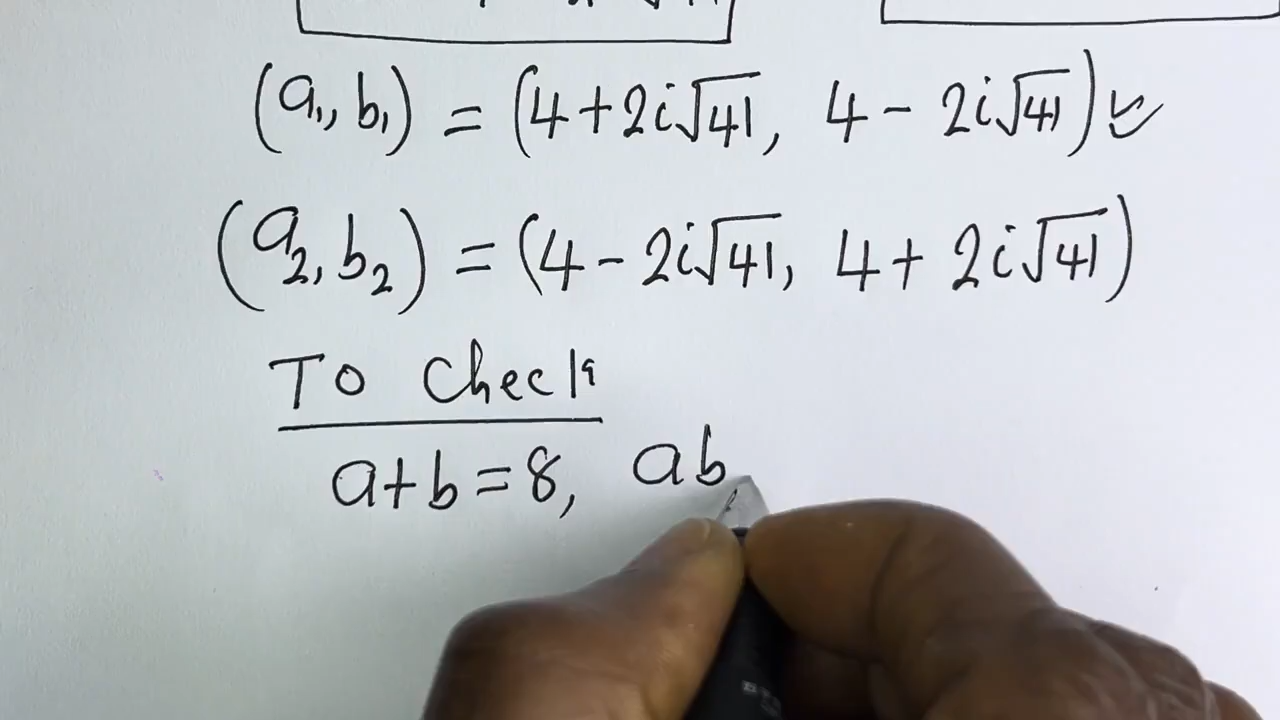 (a₁, b₁) = (4+2i√41, 4 - 2i√41)
(a₂, b₂) = (4 - 2i√41, 4 + 2i√41)
To Check
a+b=8, ab